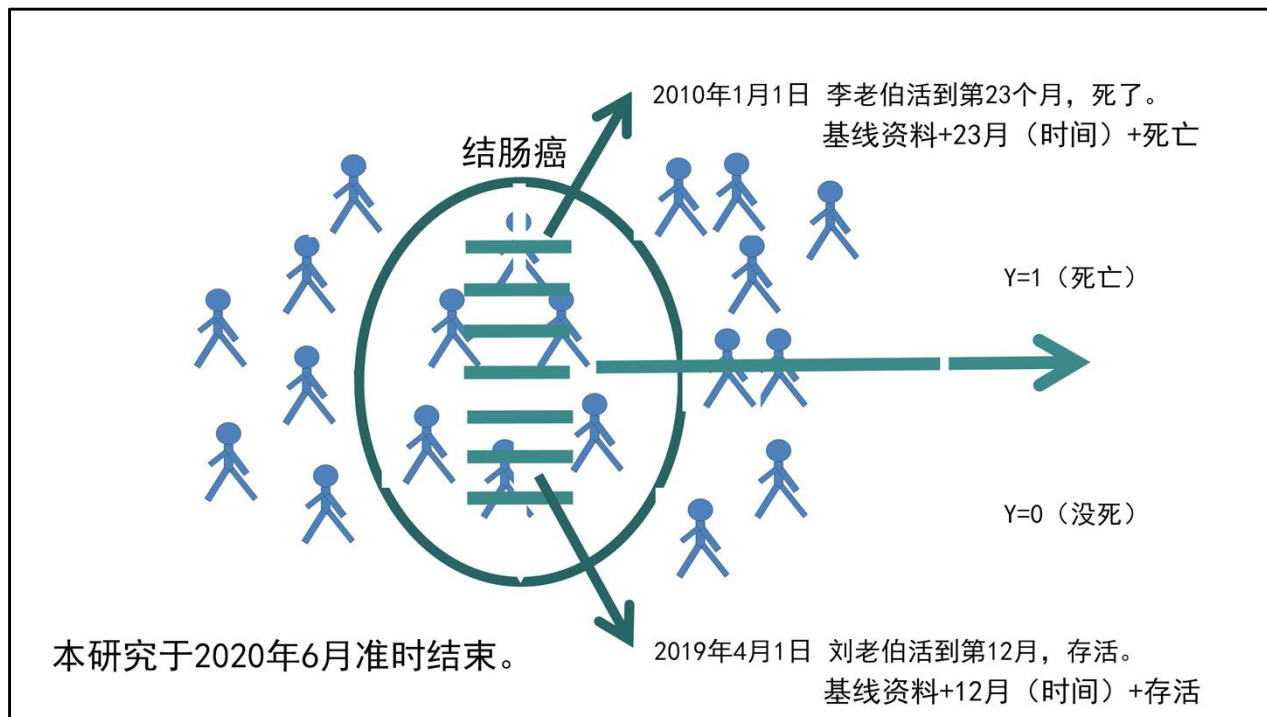 2010年1月1日 李老伯活到第23个月，死了。
基线资料+23月（时间）+死亡
结肠癌
Y=1（死亡）
Y=0（没死）
本研究于2020年6月准时结束。
2019年4月1日 刘老伯活到第12月，存活。
基线资料+12月（时间）+存活